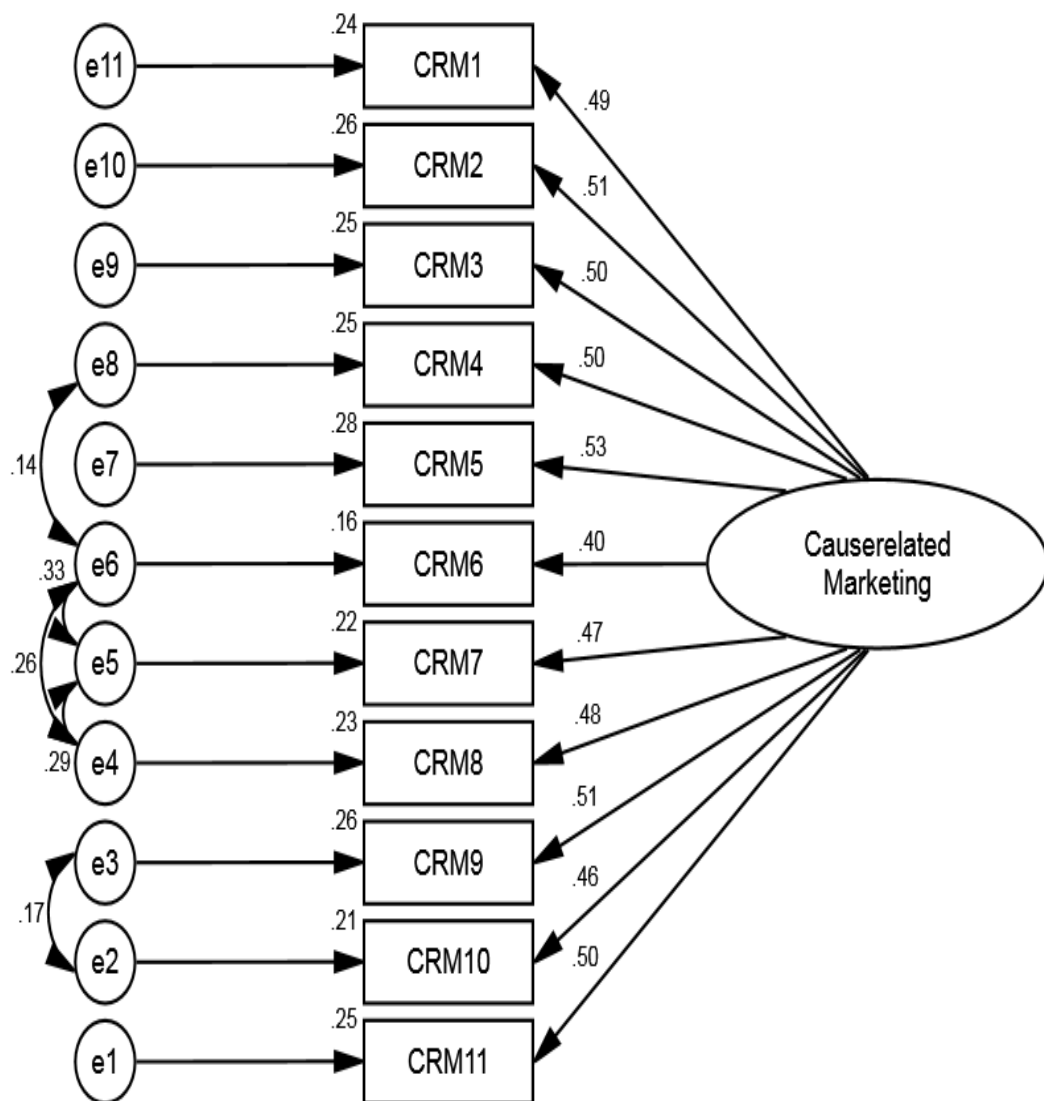 .24
e11 CRM1 .49
.26
e10 CRM2 .51
.25
e9 CRM3 .50
.25
e8 CRM4 .50
.28
.14 e7 CRM5 .53
.16
e6 CRM6 .40 Causerelated
Marketing
.33
.22
.26 e5 CRM7 .47
.23
.29 e4 CRM8 .48
.26
e3 CRM9 .51
.17
.21
e2 CRM10 .46
.25
e1 CRM11 .50